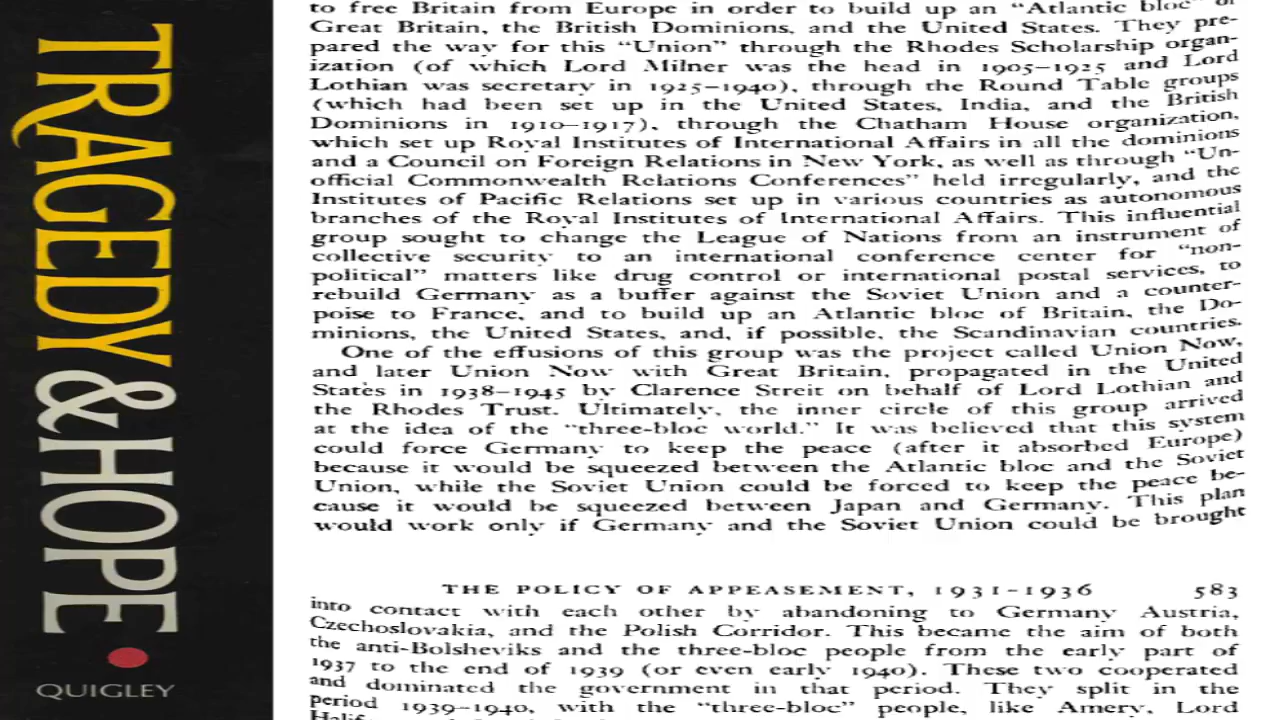 TRAGEDY & HOPE
QUIGLEY
to free Britain from Europe in order to build up an "Atlantic bloc" of
Great Britain, the British Dominions, and the United States. They pre-
pared the way for this "Union" through the Rhodes Scholarship organ-
ization (of which Lord Milner was the head in 1905–1925 and Lord
Lothian was secretary in 1925–1940), through the Round Table groups
(which had been set up in the United States, India, and the British
Dominions in 1910–1917), through the Chatham House organization,
which set up Royal Institutes of International Affairs in all the dominions
and a Council on Foreign Relations in New York, as well as through "Un-
official Commonwealth Relations Conferences" held irregularly, and the
Institutes of Pacific Relations set up in various countries as autonomous
branches of the Royal Institutes of International Affairs. This influential
group sought to change the League of Nations from an instrument of
collective security to an international conference center for "non-
political" matters like drug control or international postal services, to
rebuild Germany as a buffer against the Soviet Union and a counter-
poise to France, and to build up an Atlantic bloc of Britain, the Do-
minions, the United States, and, if possible, the Scandinavian countries.
One of the effusions of this group was the project called Union Now,
and later Union Now with Great Britain, propagated in the United
States in 1938–1945 by Clarence Streit on behalf of Lord Lothian and
the Rhodes Trust. Ultimately, the inner circle of this group arrived
at the idea of the "three-bloc world." It was believed that this system
could force Germany to keep the peace (after it absorbed Europe)
because it would be squeezed between the Atlantic bloc and the Soviet
Union, while the Soviet Union could be forced to keep the peace be-
cause it would be squeezed between Japan and Germany. This plan
would work only if Germany and the Soviet Union could be brought
THE POLICY OF APPEASEMENT, 1931-1936 583
into contact with each other by abandoning to Germany Austria,
Czechoslovakia, and the Polish Corridor. This became the aim of both
the anti-Bolsheviks and the three-bloc people from the early part of
1937 to the end of 1939 (or even early 1940). These two cooperated
and dominated the government in that period. They split in the
period 1939–1940, with the "three-bloc" people, like Amery, Lord